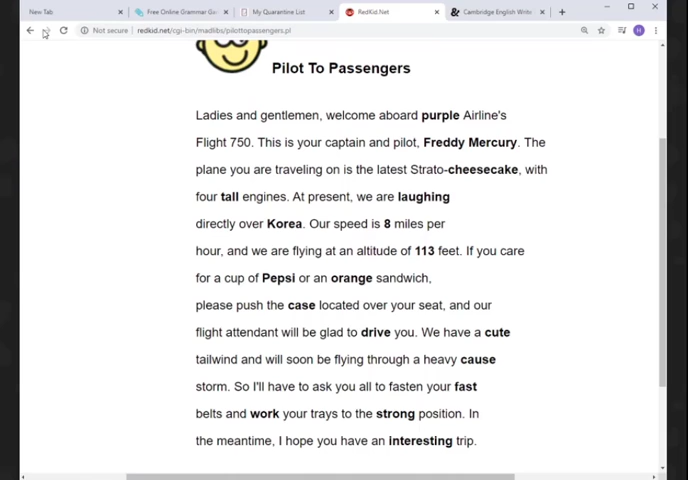 New Tab
Free Online Grammar Ga
My Quarantine List
RedKid.Net
Cambridge English Write
Not secure | redkid.net/cgi-bin/madlibs/pilottopassengers.pl
H
Pilot To Passengers
Ladies and gentlemen, welcome aboard purple Airline's
Flight 750. This is your captain and pilot, Freddy Mercury. The
plane you are traveling on is the latest Strato-cheesecake, with
four tall engines. At present, we are laughing
directly over Korea. Our speed is 8 miles per
hour, and we are flying at an altitude of 113 feet. If you care
for a cup of Pepsi or an orange sandwich,
please push the case located over your seat, and our
flight attendant will be glad to drive you. We have a cute
tailwind and will soon be flying through a heavy cause
storm. So I'll have to ask you all to fasten your fast
belts and work your trays to the strong position. In
the meantime, I hope you have an interesting trip.